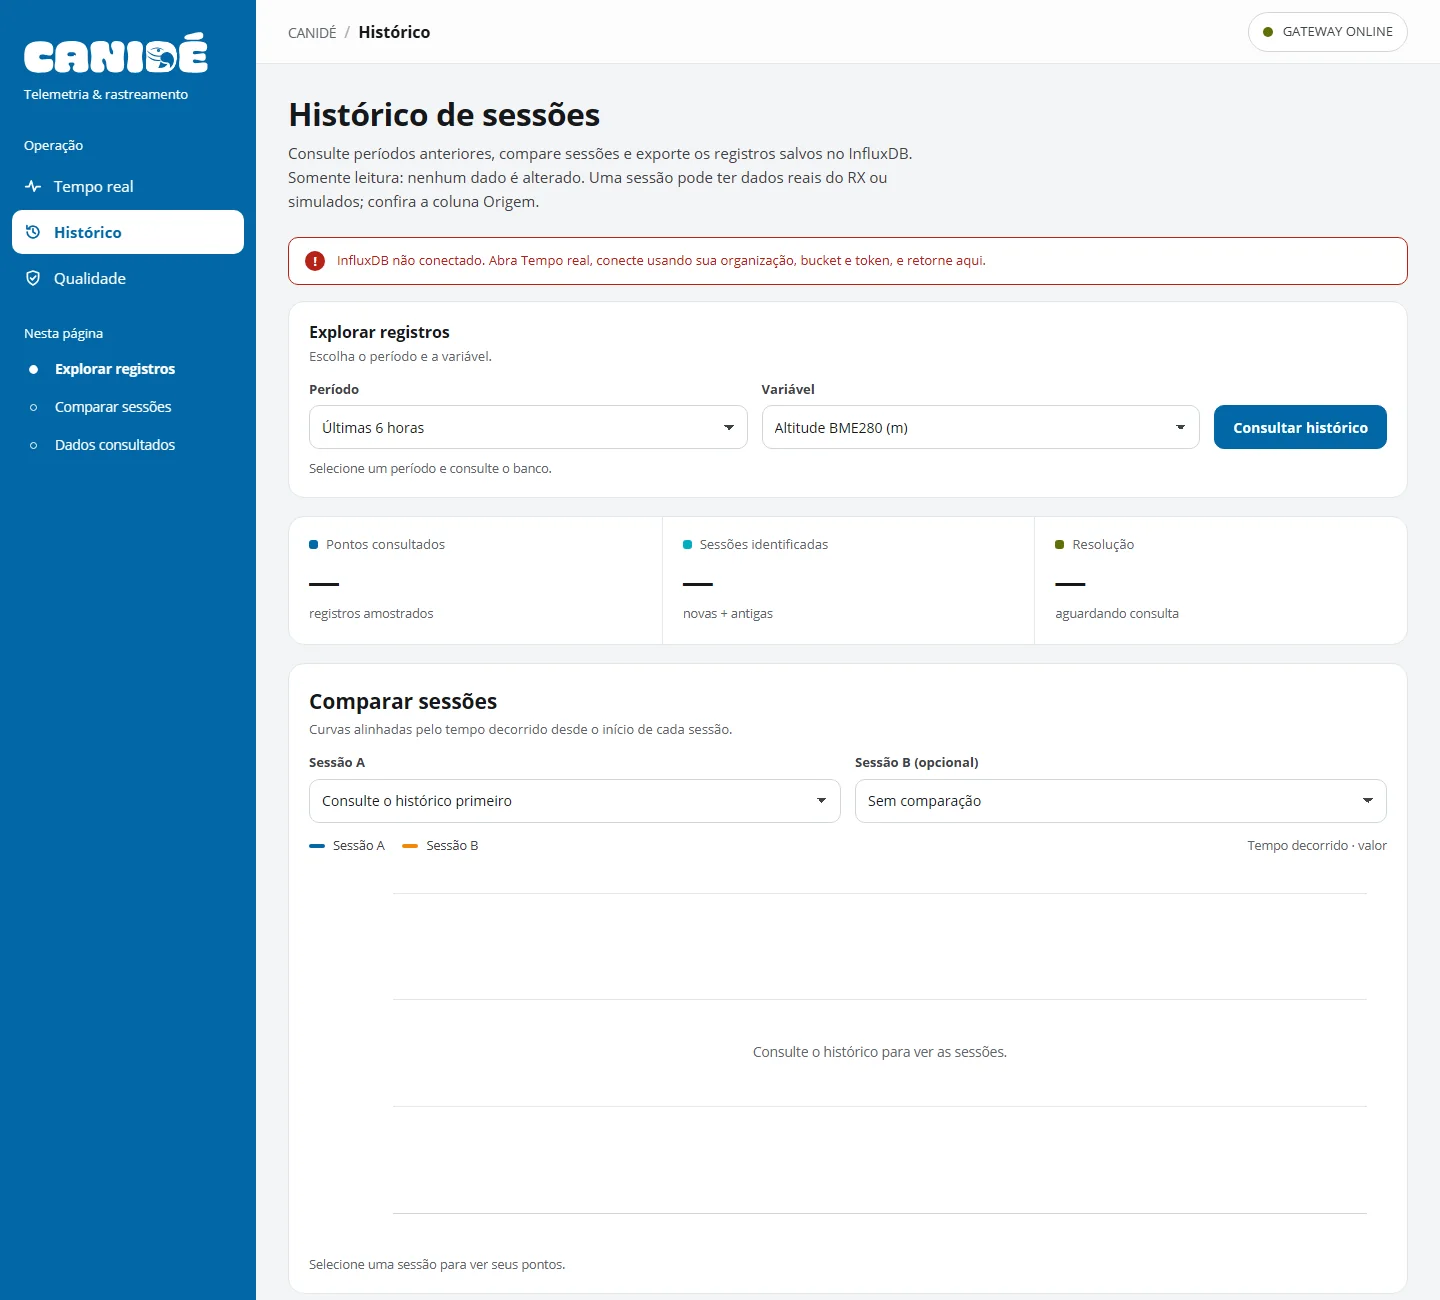 CANIDÉ
Telemetria & rastreamento
Operação
Tempo real
Histórico
Qualidade
Nesta página
Explorar registros
Comparar sessões
Dados consultados
CANIDÉ / Histórico
GATEWAY ONLINE
Histórico de sessões
Consulte períodos anteriores, compare sessões e exporte os registros salvos no InfluxDB.
Somente leitura: nenhum dado é alterado. Uma sessão pode ter dados reais do RX ou
simulados; confira a coluna Origem.
! InfluxDB não conectado. Abra Tempo real, conecte usando sua organização, bucket e token, e retorne aqui.
Explorar registros
Escolha o período e a variável.
Período
Variável
Últimas 6 horas
Altitude BME280 (m)
Consultar histórico
Selecione um período e consulte o banco.
Pontos consultados
—
registros amostrados
Sessões identificadas
—
novas + antigas
Resolução
—
aguardando consulta
Comparar sessões
Curvas alinhadas pelo tempo decorrido desde o início de cada sessão.
Sessão A
Sessão B (opcional)
Consulte o histórico primeiro
Sem comparação
Sessão A
Sessão B
Tempo decorrido · valor
Consulte o histórico para ver as sessões.
Selecione uma sessão para ver seus pontos.